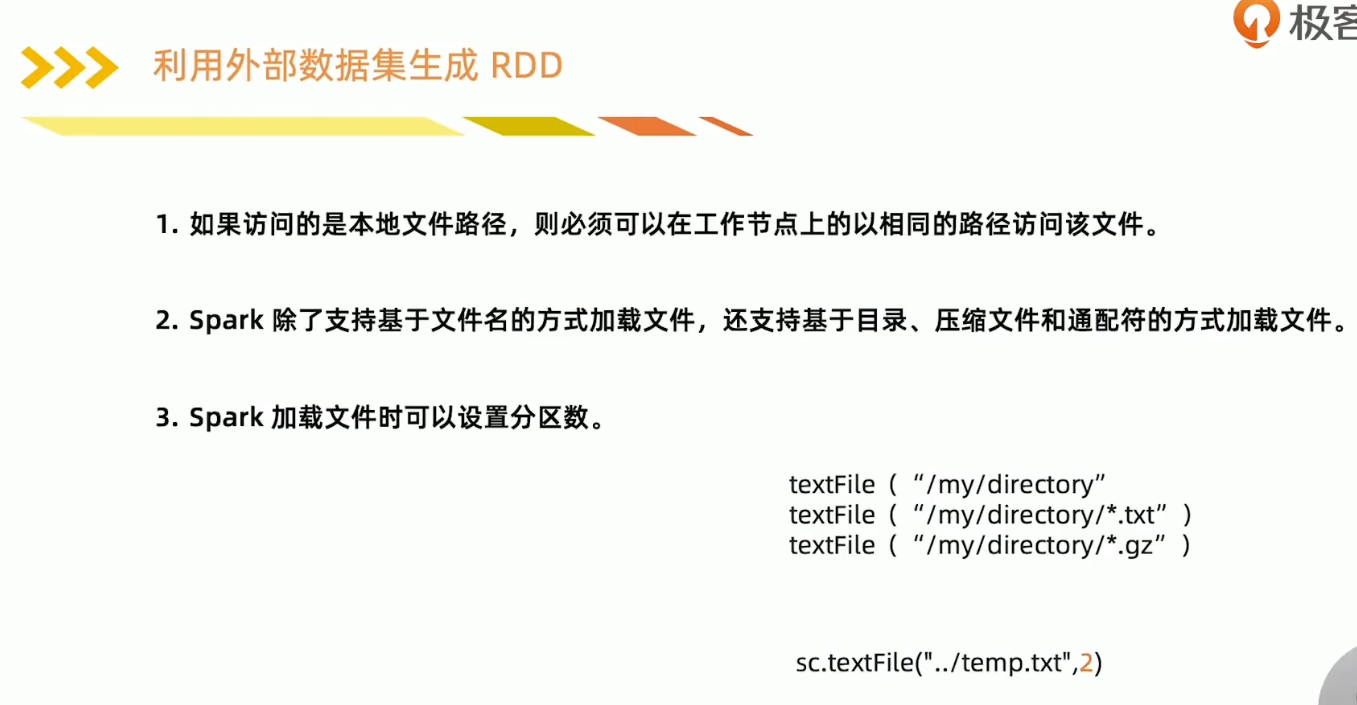 极客
利用外部数据集生成 RDD
1. 如果访问的是本地文件路径，则必须可以在工作节点上的以相同的路径访问该文件。
2. Spark 除了支持基于文件名的方式加载文件，还支持基于目录、压缩文件和通配符的方式加载文件。
3. Spark 加载文件时可以设置分区数。
textFile（“/my/directory”
textFile（“/my/directory/*.txt”）
textFile（“/my/directory/*.gz”）
sc.textFile("../temp.txt",2)